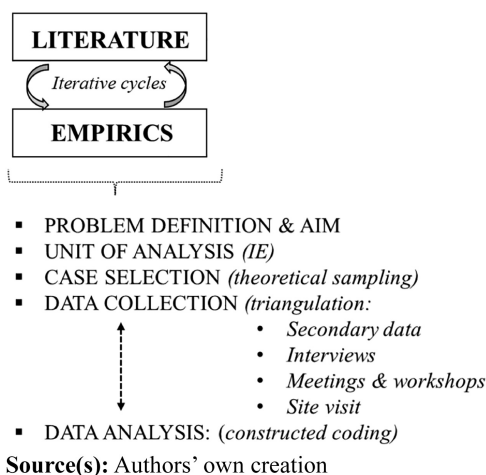 LITERATURE
Iterative cycles
EMPIRICS
▪ PROBLEM DEFINITION & AIM
▪ UNIT OF ANALYSIS (IE)
▪ CASE SELECTION (theoretical sampling)
▪ DATA COLLECTION (triangulation:
• Secondary data
• Interviews
• Meetings & workshops
• Site visit
▪ DATA ANALYSIS: (constructed coding)
Source(s): Authors’ own creation